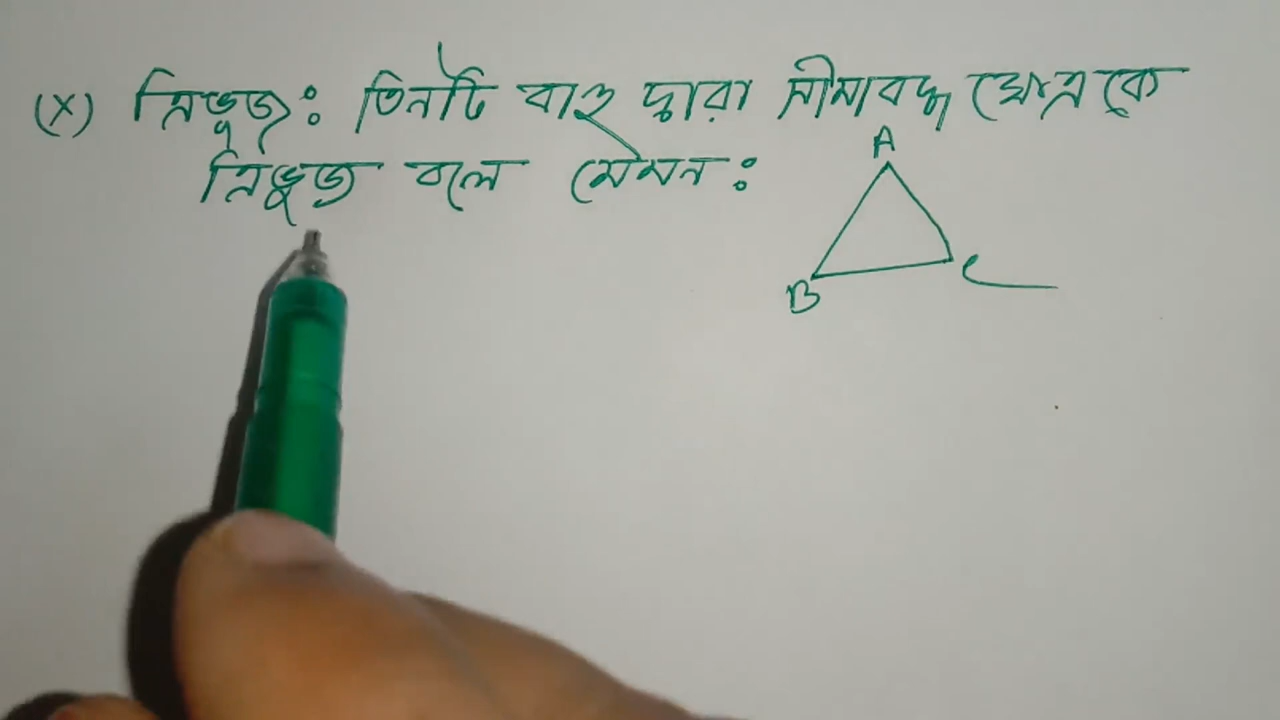 (x) ত্রিভুজ: তিনটি বাহু দ্বারা সীমাবদ্ধ ক্ষেত্রকে
ত্রিভুজ বলে যেমন:
A
B
C